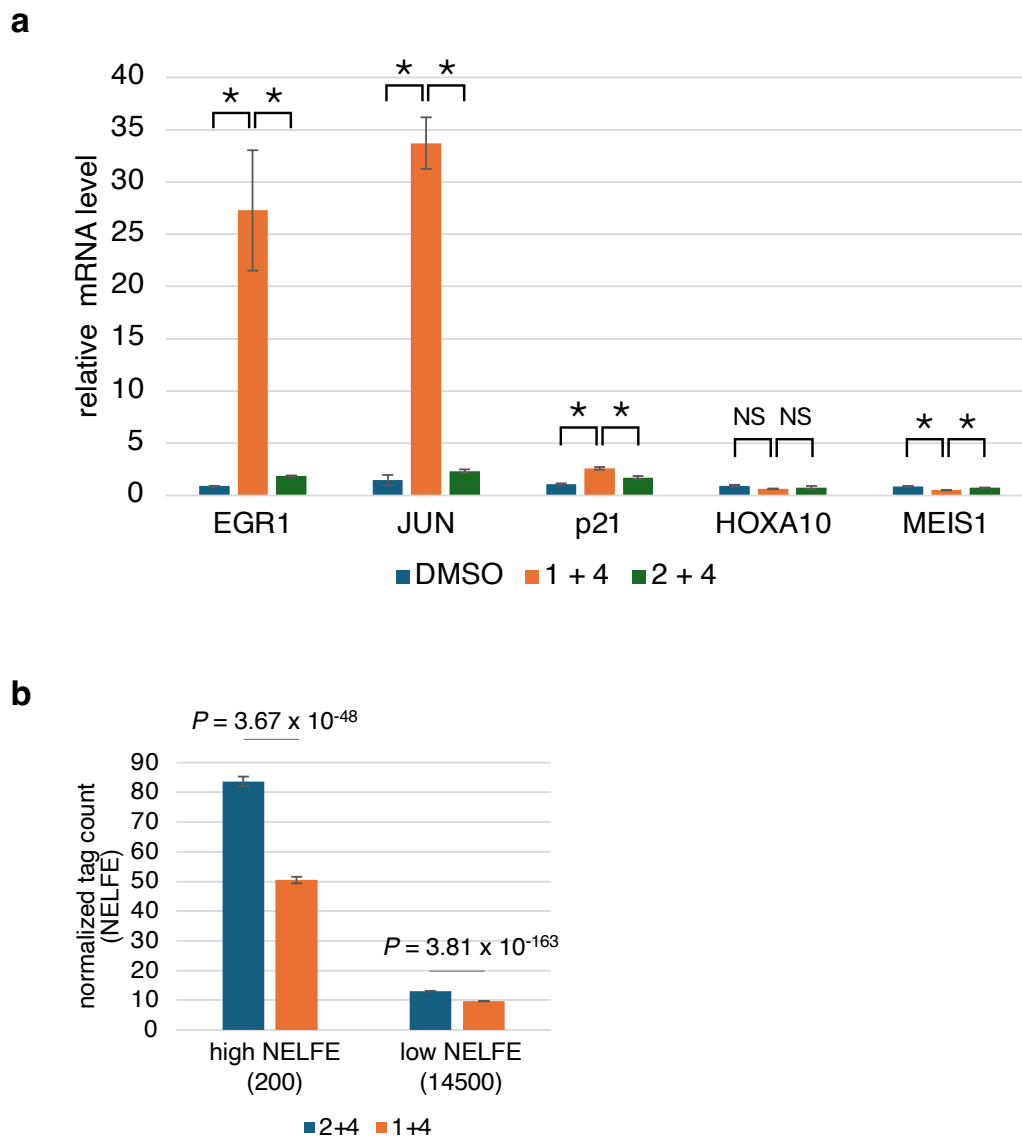 a
40
35
30
25
20
15
10
5
0
relative mRNA level
* * * * * * NS NS * *
EGR1 JUN p21 HOXA10 MEIS1
DMSO 1 + 4 2 + 4
b
P = 3.67 x 10-48
90
80
70
60
50
40
30
20
10
0
normalized tag count
(NELFE)
P = 3.81 x 10-163
high NELFE
(200)
low NELFE
(14500)
2+4 1+4